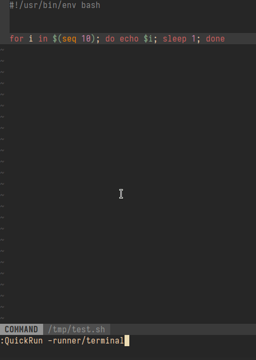 #!/usr/bin/env bash
for i in $(seq 10); do echo $i; sleep 1; done
COMMAND /tmp/test.sh
:QuickRun -runner/terminal